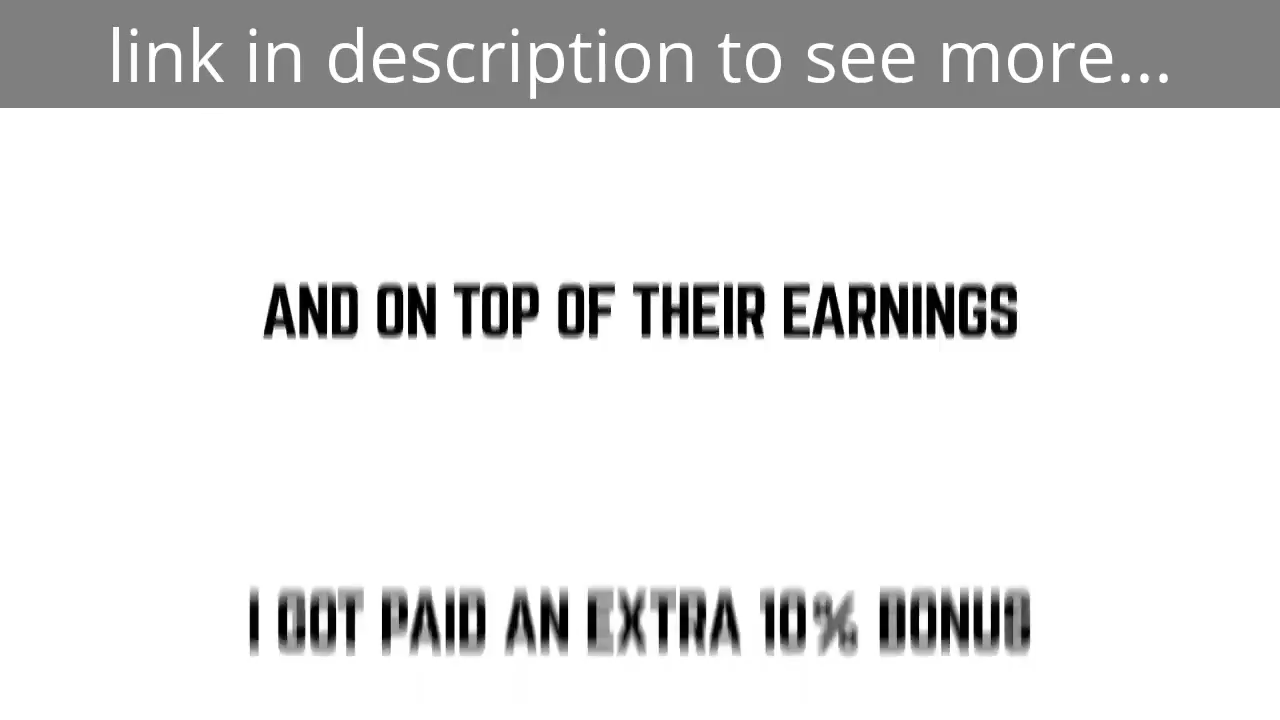 link in description to see more...
AND ON TOP OF THEIR EARNINGS
I GOT PAID AN EXTRA 10% BONUS